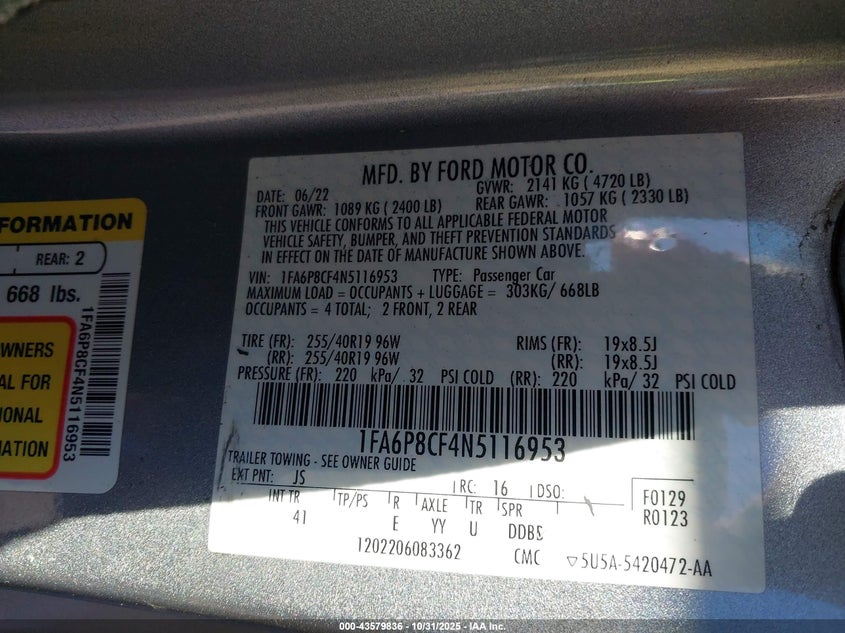 FORMATION
REAR: 2
668 lbs.
WNERS
AL FOR
IONAL
MATION
1FA6P8CF4N5116953
MFD. BY FORD MOTOR CO.
DATE: 06/22 GVWR: 2141 KG ( 4720 LB)
FRONT GAWR: 1089 KG ( 2400 LB) REAR GAWR: 1057 KG ( 2330 LB)
THIS VEHICLE CONFORMS TO ALL APPLICABLE FEDERAL MOTOR
VEHICLE SAFETY, BUMPER, AND THEFT PREVENTION STANDARDS
IN EFFECT ON THE DATE OF MANUFACTURE SHOWN ABOVE.
VIN: 1FA6P8CF4N5116953 TYPE: Passenger Car
MAXIMUM LOAD = OCCUPANTS + LUGGAGE = 303KG/ 668LB
OCCUPANTS = 4 TOTAL; 2 FRONT, 2 REAR
TIRE (FR): 255/40R19 96W RIMS (FR): 19x8.5J
(RR): 255/40R19 96W (RR): 19x8.5J
PRESSURE (FR): 220 kPa/ 32 PSI COLD (RR): 220 kPa/ 32 PSI COLD
1FA6P8CF4N5116953
TRAILER TOWING - SEE OWNER GUIDE
EXT PNT: JS RC: 16 DSO: F0129
INT TR TP/PS R AXLE TR SPR R0123
41 E YY U DDBS
1202206083362 CMC ▽5U5A-5420472-AA
000-43579836 - 10/31/2025 - IAA Inc.